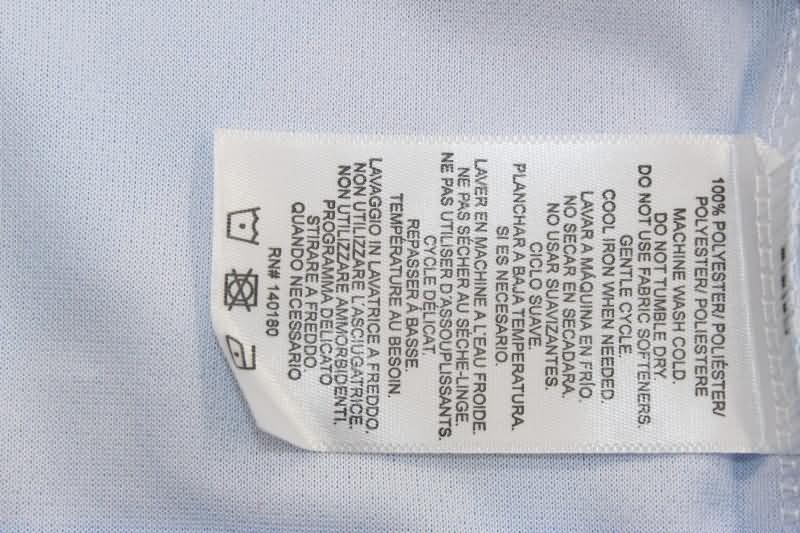 100% POLYESTER/ POLIÉSTER/
POLYESTER/ POLIESTERE
MACHINE WASH COLD.
DO NOT TUMBLE DRY.
DO NOT USE FABRIC SOFTENERS.
GENTLE CYCLE.
COOL IRON WHEN NEEDED.
LAVAR A MÁQUINA EN FRÍO.
NO SECAR EN SECADARA.
NO USAR SUAVIZANTES.
CICLO SUAVE.
PLANCHAR A BAJA TEMPERATURA.
SI ES NECESARIO.
LAVER EN MACHINE A L'EAU FROIDE.
NE PAS SÉCHER AU SÈCHE-LINGE.
NE PAS UTILISER D'ASSOUPLISSANTS.
CYCLE DÉLICAT.
REPASSER À BASSE.
TEMPÉRATURE AU BESOIN.
LAVAGGIO IN LAVATRICE A FREDDO.
NON UTILIZZARE L'ASCIUGATRICE.
NON UTILIZZARE AMMORBIDENTI.
PROGRAMMA DELICATO
STIRARE A FREDDO.
QUANDO NECESSARIO
RN# 140180